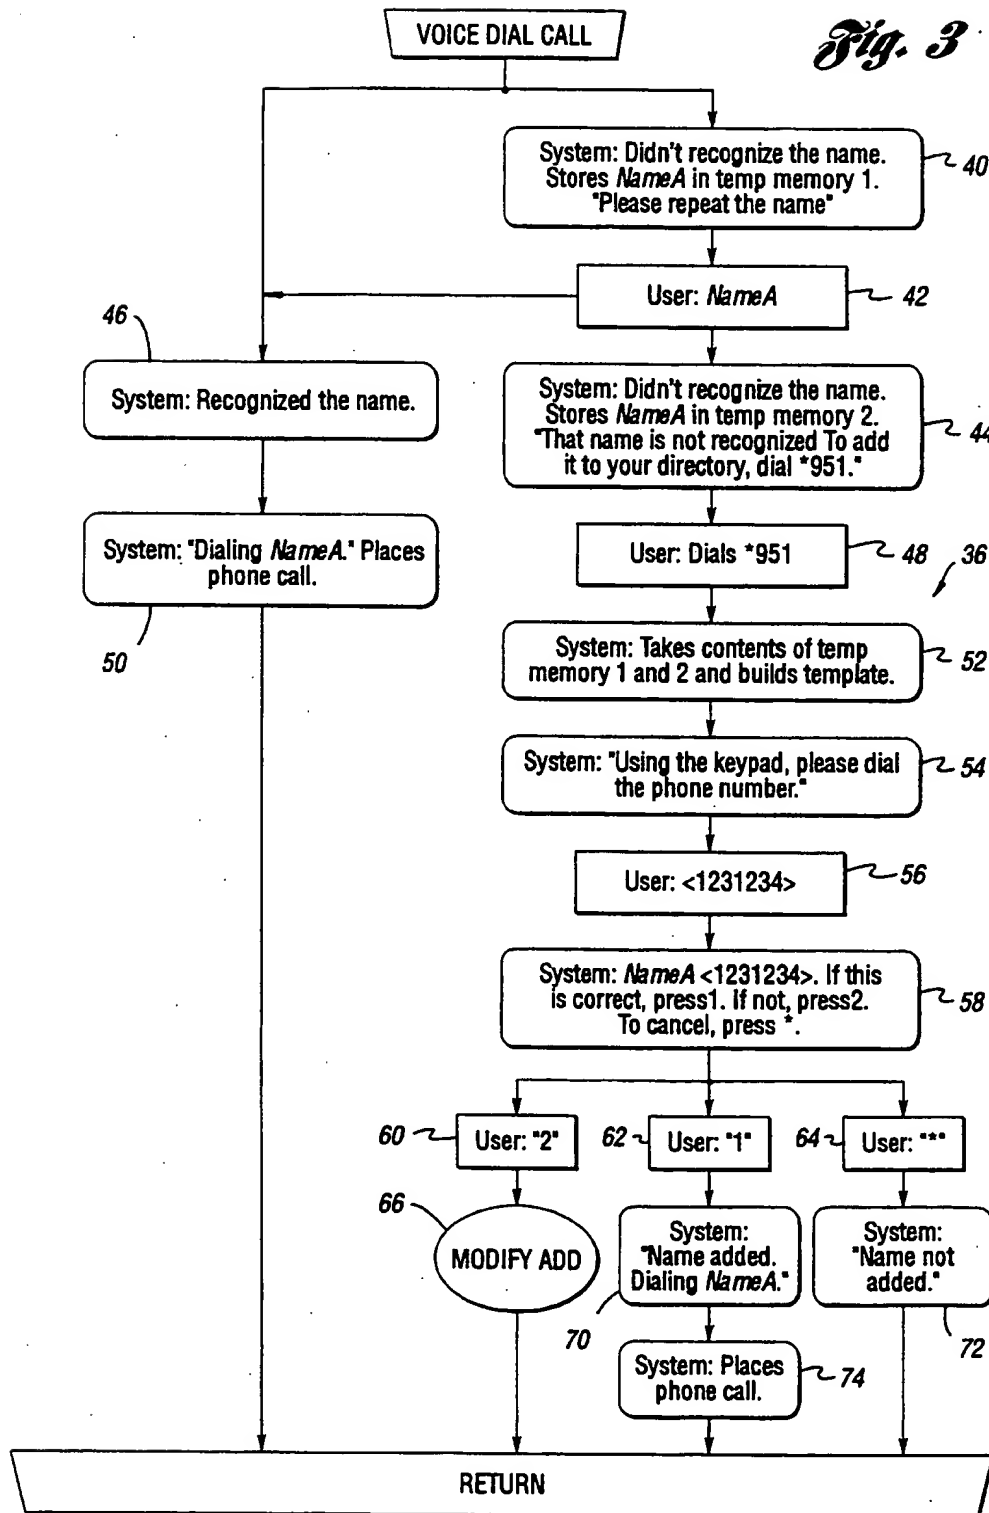 VOICE DIAL CALL
Fig. 3
System: Didn't recognize the name.
Stores NameA in temp memory 1.
"Please repeat the name"
40
User: NameA
42
46
System: Recognized the name.
System: Didn't recognize the name.
Stores NameA in temp memory 2.
"That name is not recognized To add
it to your directory, dial *951."
44
System: "Dialing NameA." Places
phone call.
50
User: Dials *951
48
36
System: Takes contents of temp
memory 1 and 2 and builds template.
52
System: "Using the keypad, please dial
the phone number."
54
User: <1231234>
56
System: NameA <1231234>. If this
is correct, press1. If not, press2.
To cancel, press *.
58
60
User: "2"
62
User: "1"
64
User: "*"
66
MODIFY ADD
System:
"Name added.
Dialing NameA."
70
System:
"Name not
added."
72
System: Places
phone call.
74
RETURN